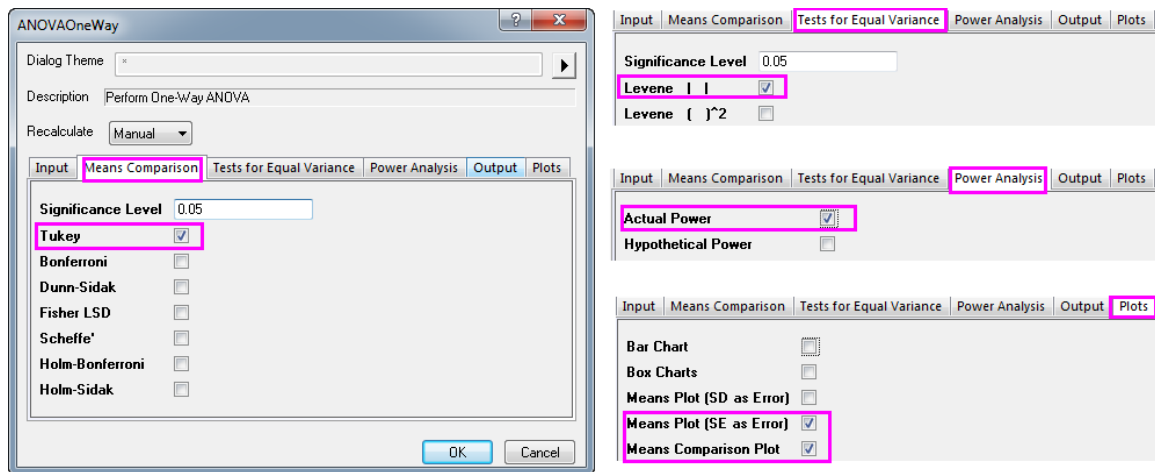 ANOVAOneWay
? X
Dialog Theme *
Description Perform One-Way ANOVA
Recalculate Manual
Input Means Comparison Tests for Equal Variance Power Analysis Output Plots
Significance Level 0.05
Tukey
Bonferroni
Dunn-Sidak
Fisher LSD
Scheffe'
Holm-Bonferroni
Holm-Sidak
OK Cancel
Input Means Comparison Tests for Equal Variance Power Analysis Output Plots
Significance Level 0.05
Levene | |
Levene ( )^2
Input Means Comparison Tests for Equal Variance Power Analysis Output Plots
Actual Power
Hypothetical Power
Input Means Comparison Tests for Equal Variance Power Analysis Output Plots
Bar Chart
Box Charts
Means Plot (SD as Error)
Means Plot (SE as Error)
Means Comparison Plot